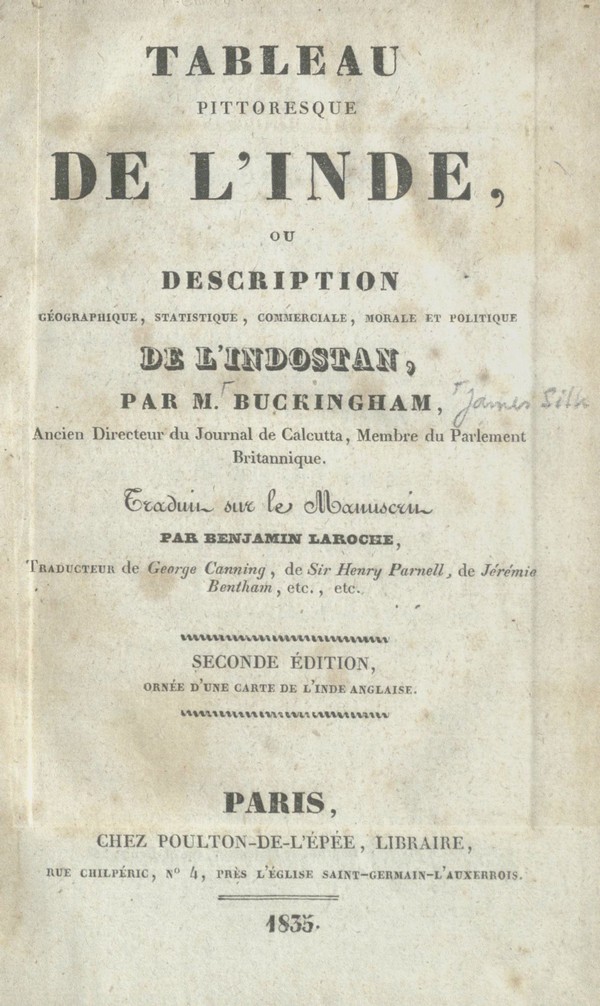 TABLEAU
PITTORESQUE
DE L'INDE,
OU
DESCRIPTION
GÉOGRAPHIQUE, STATISTIQUE, COMMERCIALE, MORALE ET POLITIQUE
DE L'INDOSTAN,
PAR M. BUCKINGHAM, James Silk
Ancien Directeur du Journal de Calcutta, Membre du Parlement
Britannique.
Traduit sur le Manuscrit
PAR BENJAMIN LAROCHE,
TRADUCTEUR de George Canning, de Sir Henry Parnell, de Jérémie
Bentham, etc., etc.
SECONDE ÉDITION,
ORNÉE D'UNE CARTE DE L'INDE ANGLAISE.
PARIS,
CHEZ POULTON-DE-L'ÉPÉE, LIBRAIRE,
RUE CHILPÉRIC, Nº 4, PRÈS L'ÉGLISE SAINT-GERMAIN-L'AUXERROIS.
1835.